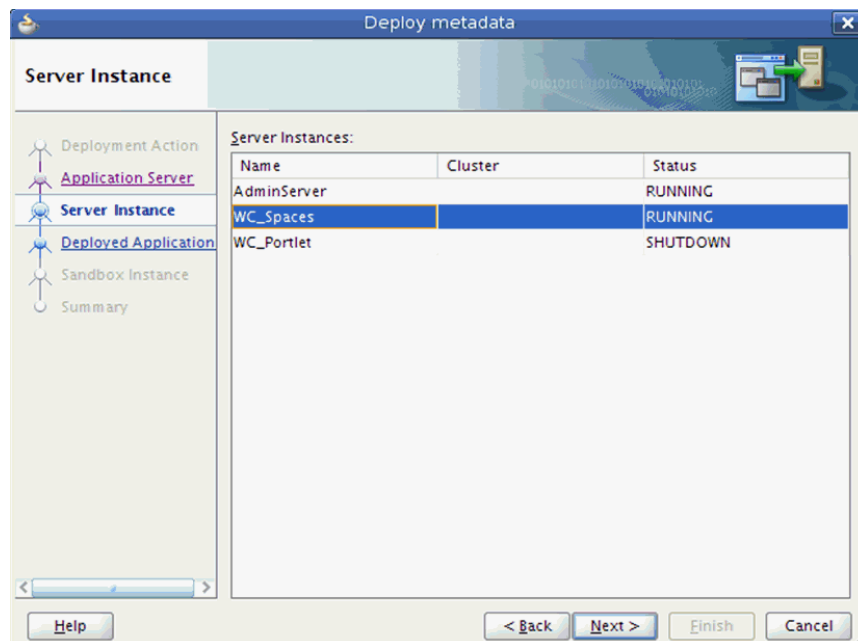 Deploy metadata
Server Instance
Deployment Action
Application Server
Server Instance
Deployed Application
Sandbox Instance
Summary
Server Instances:
Name Cluster Status
AdminServer RUNNING
WC_Spaces RUNNING
WC_Portlet SHUTDOWN
Help < Back Next > Finish Cancel